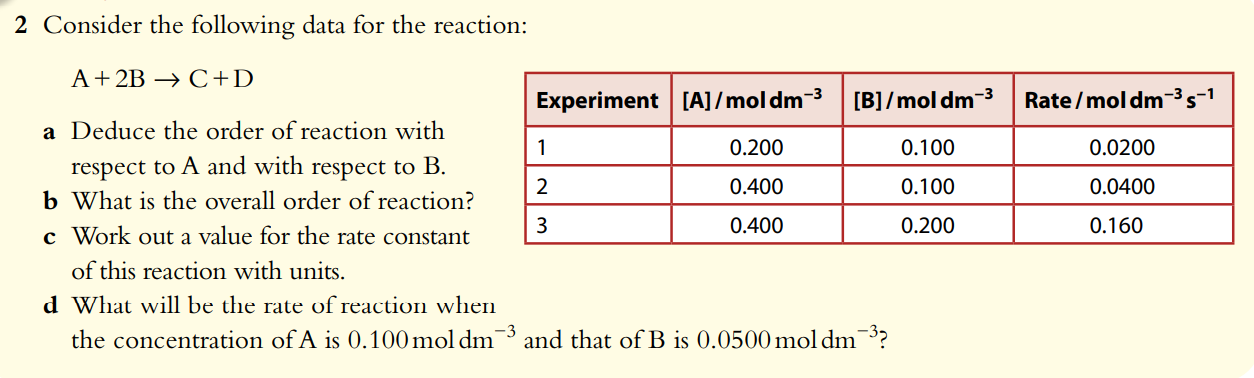 2 Consider the following data for the reaction:
A + 2B → C + D
a Deduce the order of reaction with
respect to A and with respect to B.
b What is the overall order of reaction?
c Work out a value for the rate constant
of this reaction with units.
d What will be the rate of reaction when
the concentration of A is 0.100 mol dm⁻³ and that of B is 0.0500 mol dm⁻³?
Experiment [A] / mol dm⁻³ [B] / mol dm⁻³ Rate / mol dm⁻³ s⁻¹
1 0.200 0.100 0.0200
2 0.400 0.100 0.0400
3 0.400 0.200 0.160